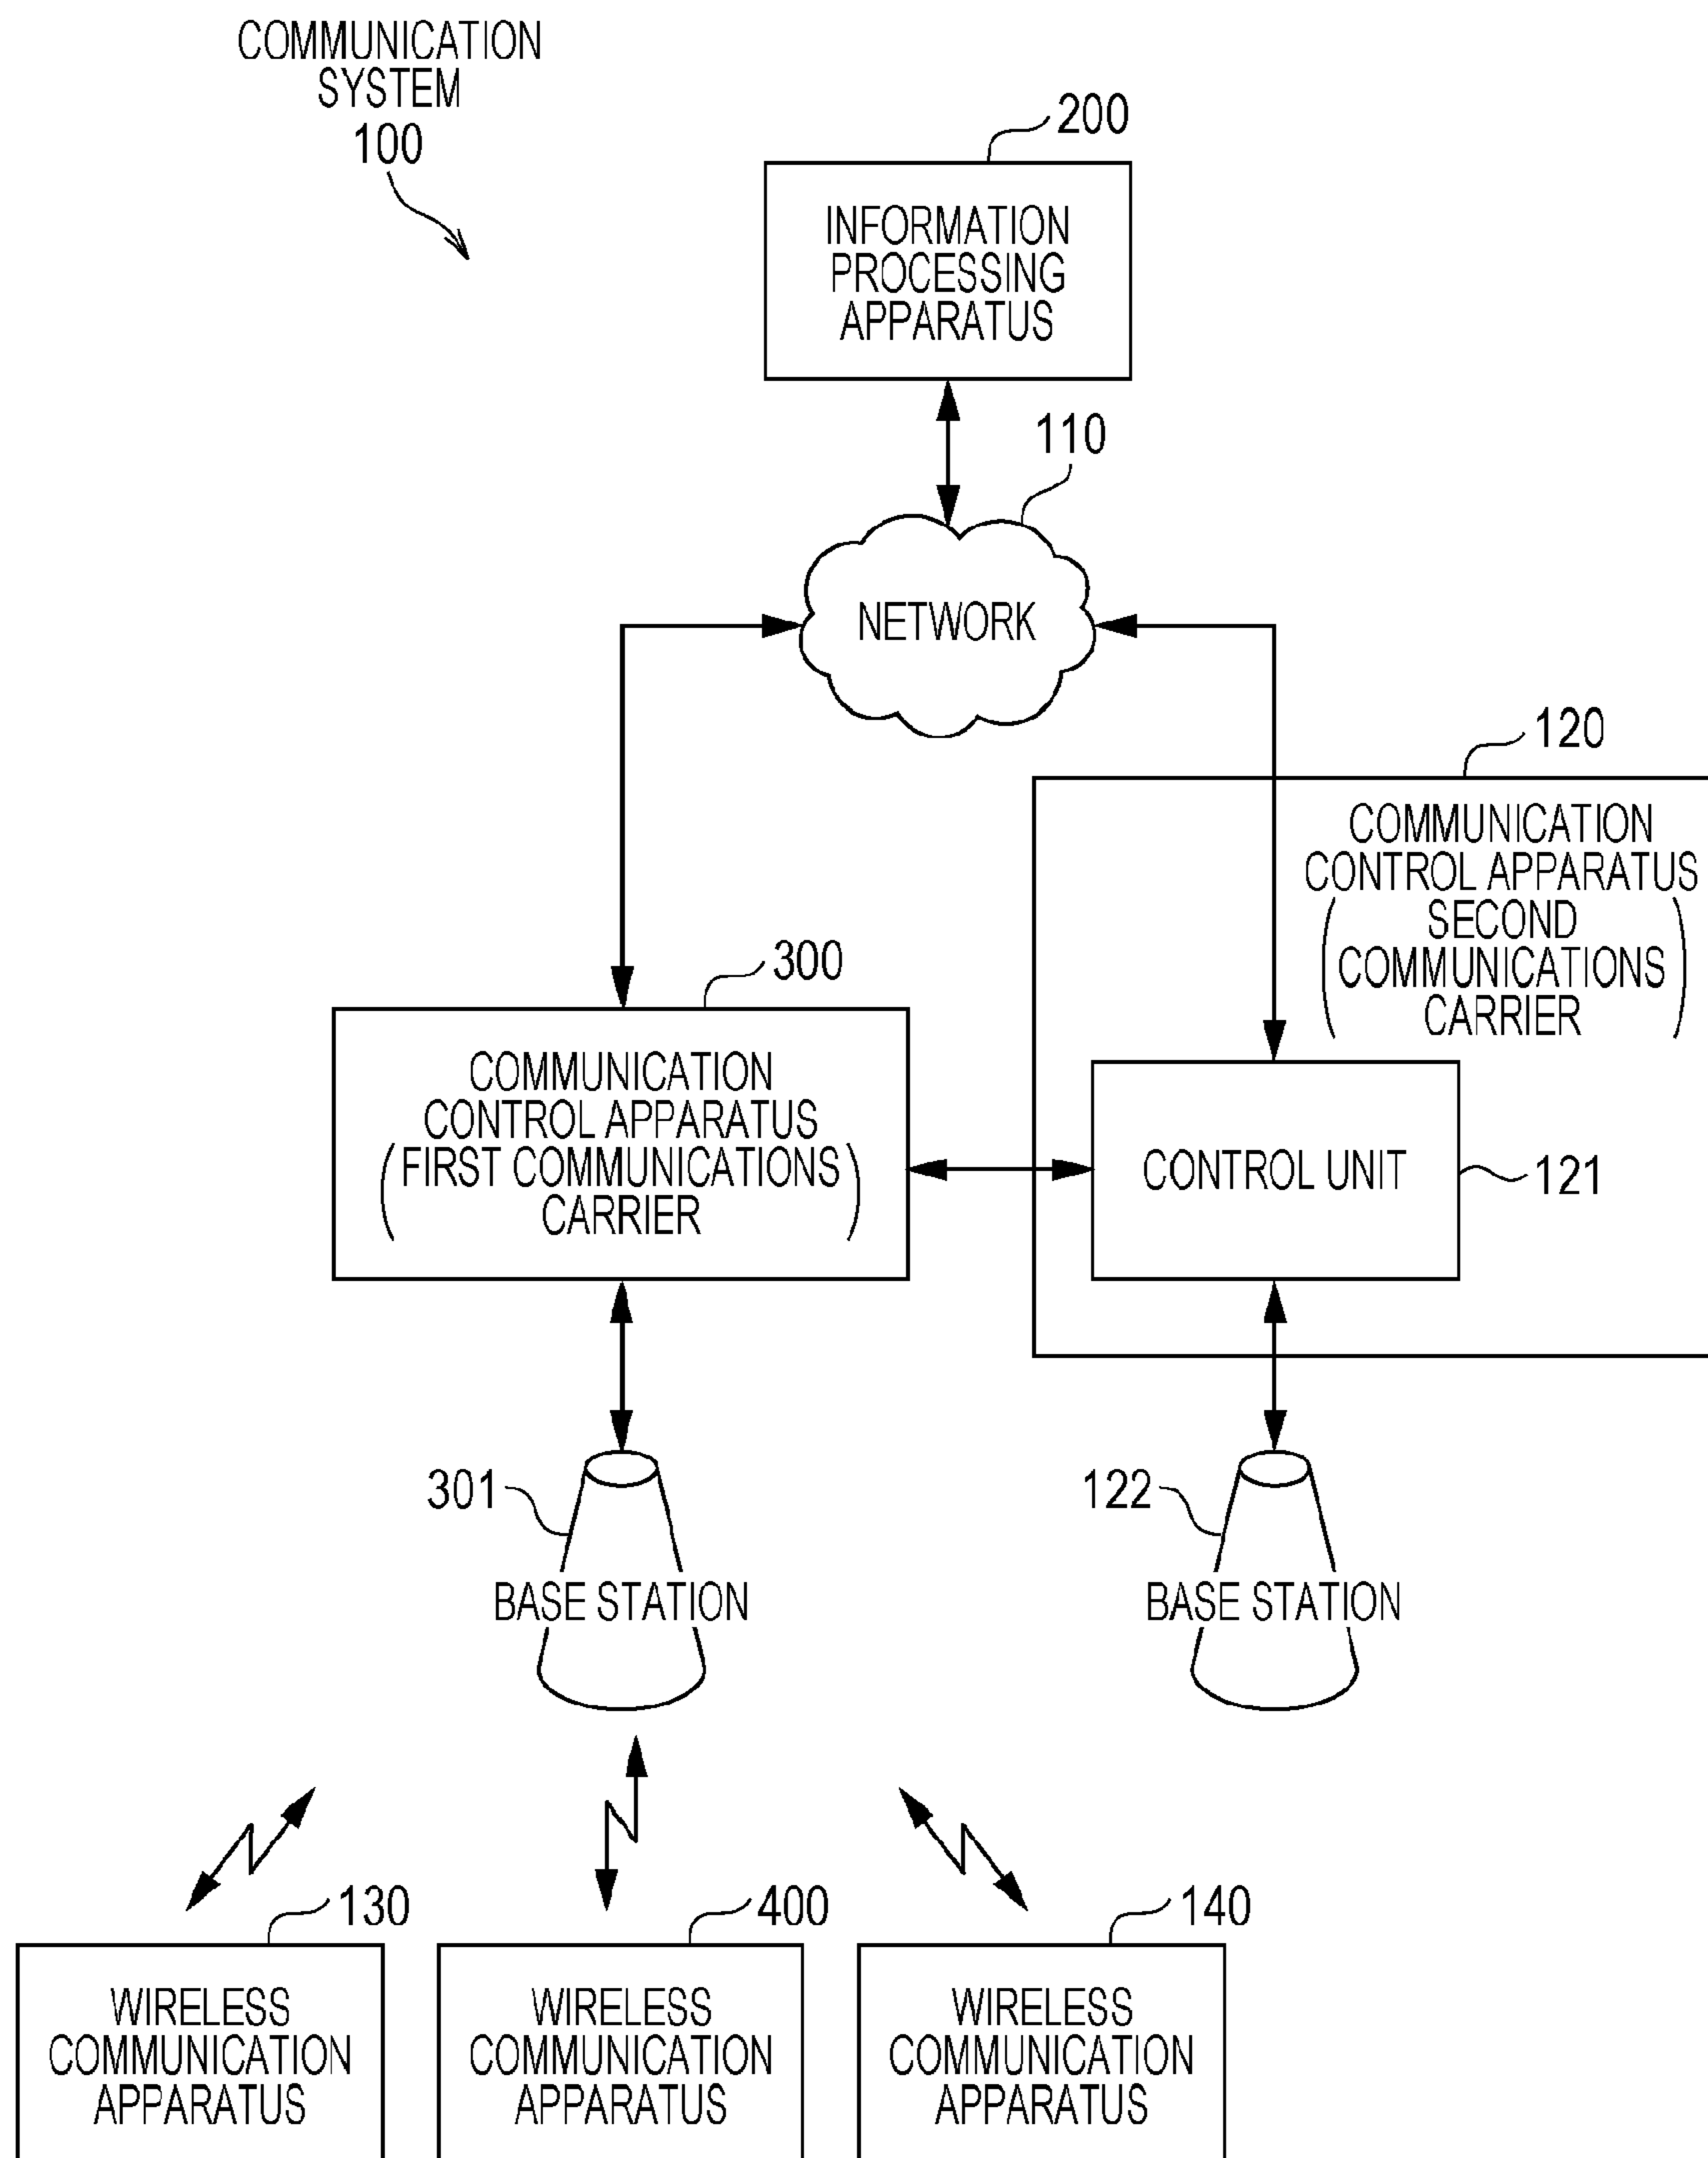 COMMUNICATION
SYSTEM
100
200
INFORMATION
PROCESSING
APPARATUS
110
NETWORK
120
COMMUNICATION
CONTROL APPARATUS
(SECOND
COMMUNICATIONS
CARRIER)
300
COMMUNICATION
CONTROL APPARATUS
(FIRST COMMUNICATIONS
CARRIER)
CONTROL UNIT
121
301
BASE STATION
122
BASE STATION
130
WIRELESS
COMMUNICATION
APPARATUS
400
WIRELESS
COMMUNICATION
APPARATUS
140
WIRELESS
COMMUNICATION
APPARATUS